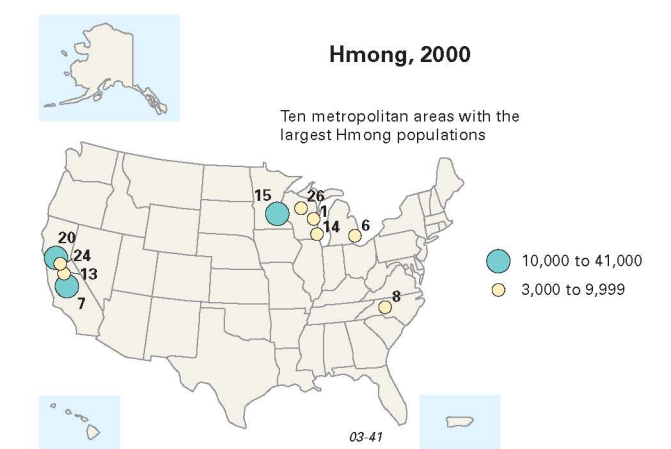 Hmong, 2000
Ten metropolitan areas with the
largest Hmong populations
15
26
1
14
6
20
24
13
7
8
10,000 to 41,000
3,000 to 9,999
03-41